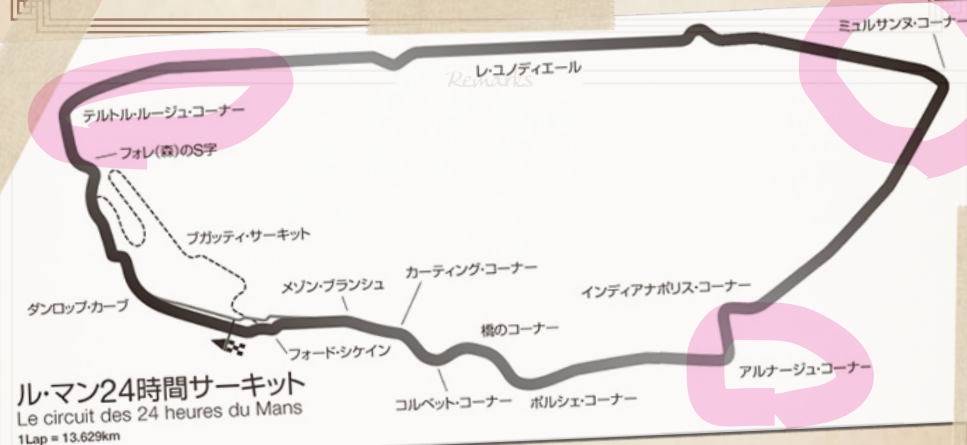 ミュルサンヌ・コーナー
レ・ユノディエール
Remarks
テルトル・ルージュ・コーナー
フォレ(森)のS字
ブガッティ・サーキット
カーティング・コーナー
メゾン・ブランシュ
インディアナポリス・コーナー
ダンロップ・カーブ
橋のコーナー
フォード・シケイン
アルナージュ・コーナー
コルベット・コーナー
ポルシェ・コーナー
ル・マン24時間サーキット
Le circuit des 24 heures du Mans
1Lap = 13.629km